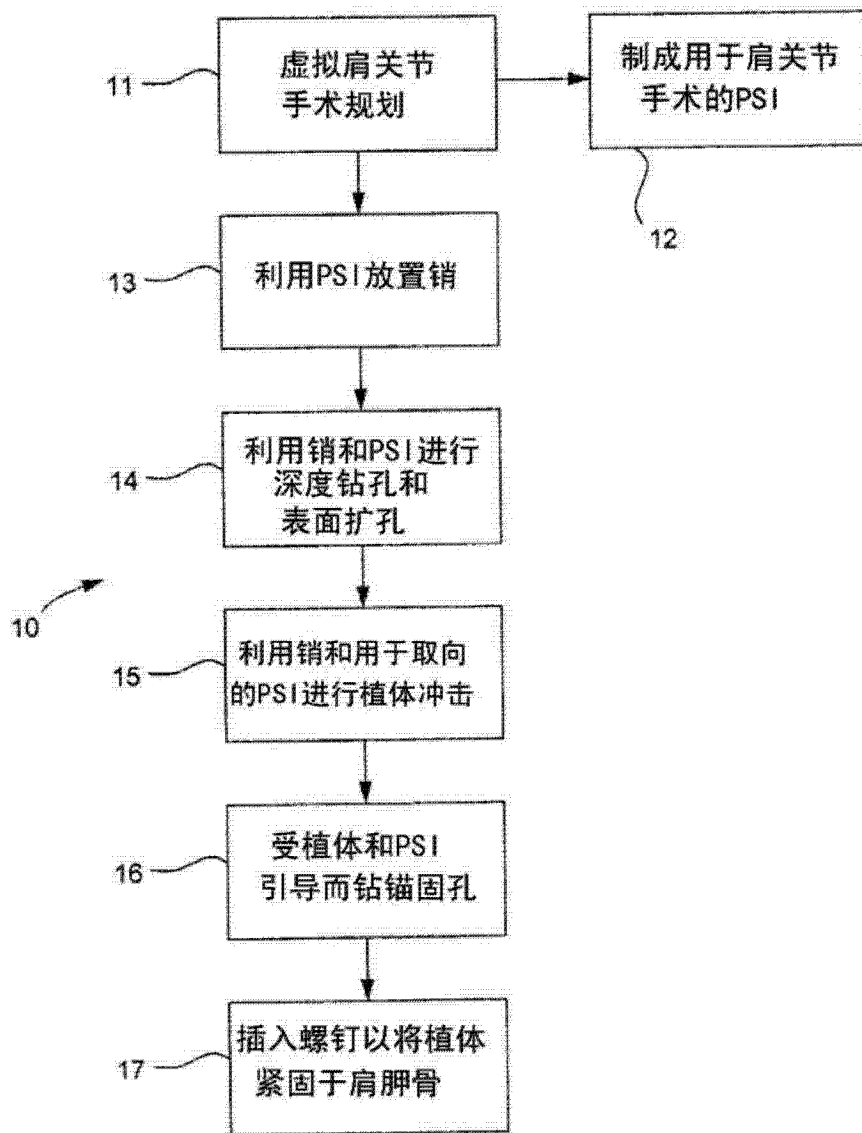 11
虚拟肩关节
手术规划
制成用于肩关节
手术的PSI
12
13
利用PSI放置销
14
利用销和PSI进行
深度钻孔和
表面扩孔
10
15
利用销和用于取向
的PSI进行植体冲击
16
受植体和PSI
引导而钻锚固孔
17
插入螺钉以将植体
紧固于肩胛骨